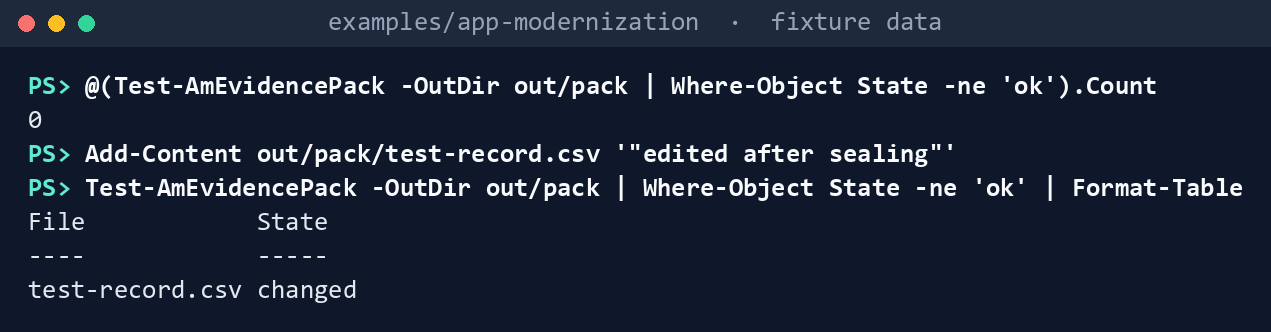 examples/app-modernization · fixture data
PS> @(Test-AmEvidencePack -OutDir out/pack | Where-Object State -ne 'ok').Count
0
PS> Add-Content out/pack/test-record.csv '"edited after sealing"'
PS> Test-AmEvidencePack -OutDir out/pack | Where-Object State -ne 'ok' | Format-Table
File            State
----            -----
test-record.csv changed